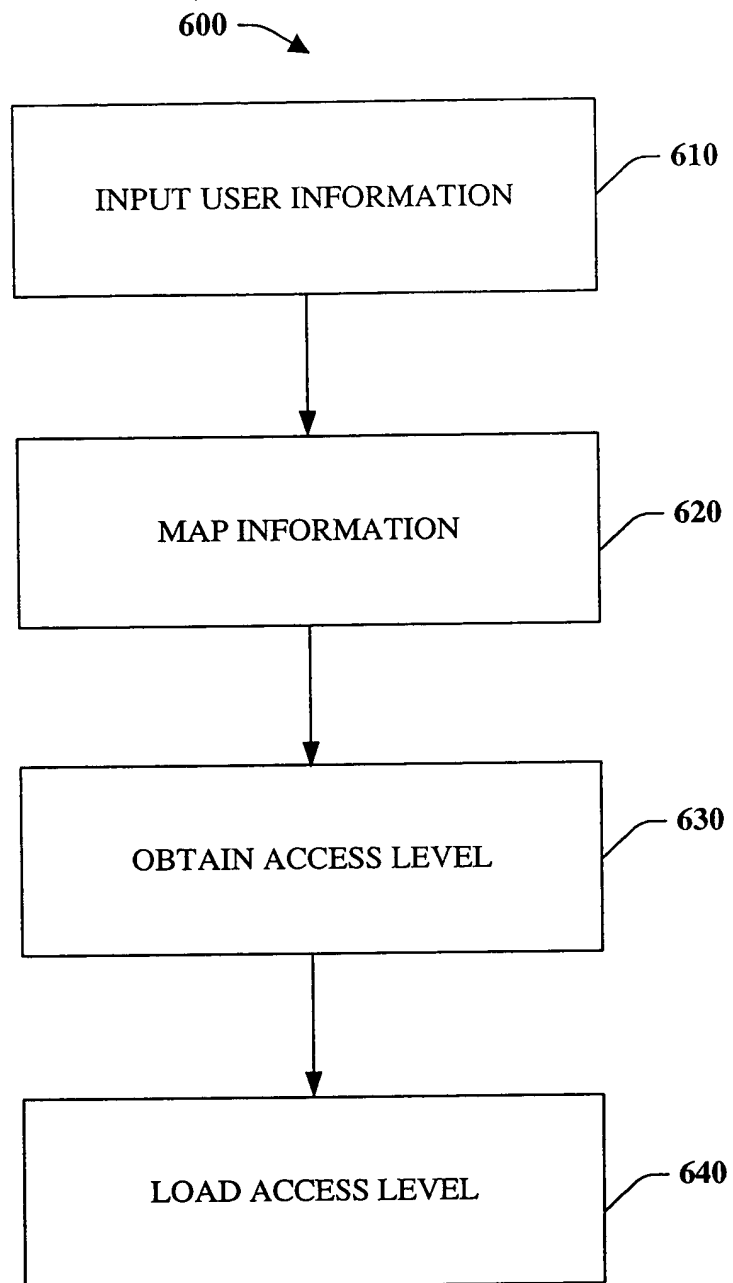 600
INPUT USER INFORMATION
610
MAP INFORMATION
620
OBTAIN ACCESS LEVEL
630
LOAD ACCESS LEVEL
640